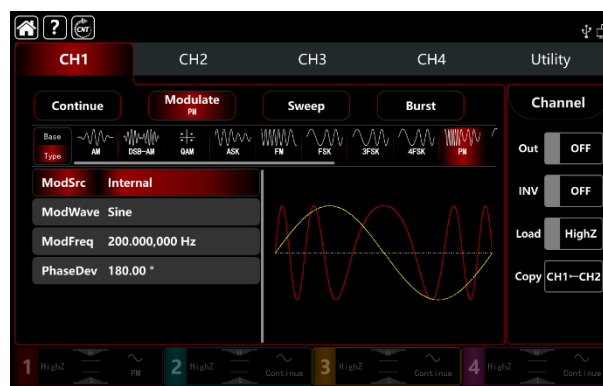 ? CNT
CH1 CH2 CH3 CH4 Utility
Continue Modulate Sweep Burst Channel
PM
Base AM DSB-AM QAM ASK FM FSK 3FSK 4FSK PM
Type
Out OFF
ModSrc Internal
INV OFF
ModWave Sine
Load HighZ
ModFreq 200.000,000 Hz
PhaseDev 180.00 °
Copy CH1←CH2
1 HighZ PM 2 HighZ Continue 3 HighZ Continue 4 HighZ Continue